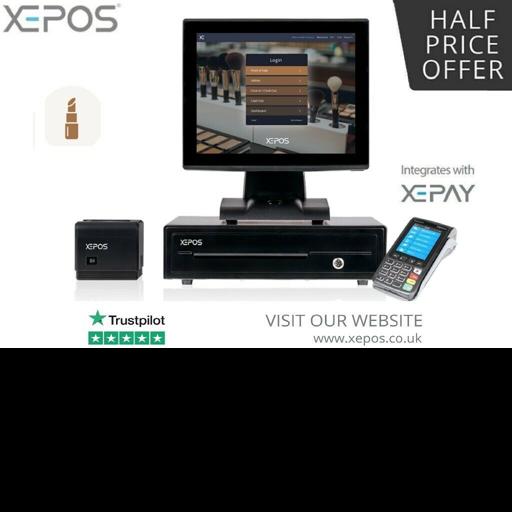 XEPOS®
HALF
PRICE
OFFER
Login
XEPOS
Integrates with
XEPAY
XEPOS
XEPOS
Trustpilot
VISIT OUR WEBSITE
www.xepos.co.uk